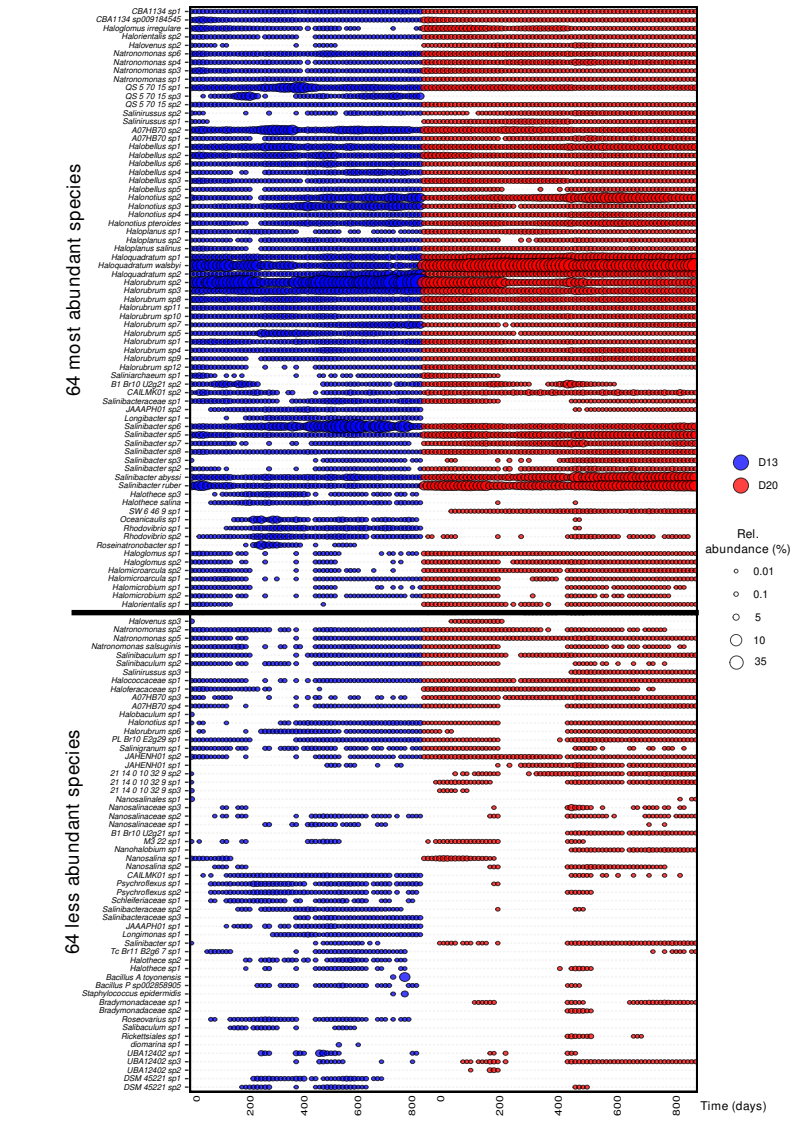 64 most abundant species
CBA1134 sp1
CBA1134 sp009184545
Haloglomus irregulare
Halorientalis sp2
Halovenus sp2
Natronomonas sp6
Natronomonas sp4
Natronomonas sp3
Natronomonas sp1
QS 5 70 15 sp1
QS 5 70 15 sp3
QS 5 70 15 sp2
Salinirussus sp2
Salinirussus sp1
A07HB70 sp2
A07HB70 sp1
Halobellus sp1
Halobellus sp2
Halobellus sp6
Halobellus sp4
Halobellus sp3
Halobellus sp5
Halonotius sp2
Halonotius sp3
Halonotius sp4
Halonotius pteroides
Haloplanus sp1
Haloplanus sp2
Haloplanus salinus
Haloquadratum sp1
Haloquadratum walsbyi
Haloquadratum sp2
Halorubrum sp2
Halorubrum sp3
Halorubrum sp8
Halorubrum sp11
Halorubrum sp10
Halorubrum sp7
Halorubrum sp5
Halorubrum sp1
Halorubrum sp4
Halorubrum sp9
Halorubrum sp12
Saliniarchaeum sp1
B1 Br10 U2g21 sp2
CAILMK01 sp2
Salinibacteraceae sp1
JAAAPH01 sp2
Longibacter sp1
Salinibacter sp6
Salinibacter sp5
Salinibacter sp7
Salinibacter sp8
Salinibacter sp3
Salinibacter sp2
Salinibacter abyssi
Salinibacter ruber
Halothece sp3
Halothece salina
SW 6 46 9 sp1
Oceanicaulis sp1
Rhodovibrio sp1
Rhodovibrio sp2
Roseinatronobacter sp1
Haloglomus sp1
Haloglomus sp2
Halomicroarcula sp2
Halomicroarcula sp1
Halomicrobium sp1
Halomicrobium sp2
Halorientalis sp1
64 less abundant species
Halovenus sp3
Natronomonas sp2
Natronomonas sp5
Natronomonas salsuginis
Salinibaculum sp1
Salinibaculum sp2
Salinirussus sp3
Halococcaceae sp1
Haloferacaceae sp1
A07HB70 sp3
A07HB70 sp4
Halobaculum sp1
Halonotius sp1
Halorubrum sp6
PL Br10 E2g29 sp1
Salinigranum sp1
JAHENH01 sp2
JAHENH01 sp1
21 14 0 10 32 9 sp2
21 14 0 10 32 9 sp1
21 14 0 10 32 9 sp3
Nanosalinales sp1
Nanosalinaceae sp3
Nanosalinaceae sp2
Nanosalinaceae sp1
B1 Br10 U2g21 sp1
M3 22 sp1
Nanohalobium sp1
Nanosalina sp1
Nanosalina sp2
CAILMK01 sp1
Psychroflexus sp1
Psychroflexus sp2
Schleiferiaceae sp1
Salinibacteraceae sp2
Salinibacteraceae sp3
JAAAPH01 sp1
Longimonas sp1
Salinibacter sp1
Tc Br11 B2g6 7 sp1
Halothece sp2
Halothece sp1
Bacillus A toyonensis
Bacillus P sp002858905
Staphylococcus epidermidis
Bradymonadaceae sp1
Bradymonadaceae sp2
Roseovarius sp1
Salibaculum sp1
Rickettsiales sp1
diomarina sp1
UBA12402 sp1
UBA12402 sp3
UBA12402 sp2
DSM 45221 sp1
DSM 45221 sp2
0 200 400 600 800 0 200 400 600 800
Time (days)
D13
D20
Rel.
abundance (%)
0.01
0.1
5
10
35